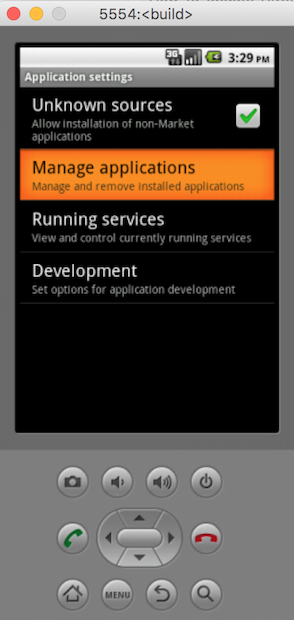 5554:<build>
3G 3:29 PM
Application settings
Unknown sources
Allow installation of non-Market
applications
Manage applications
Manage and remove installed applications
Running services
View and control currently running services
Development
Set options for application development
MENU